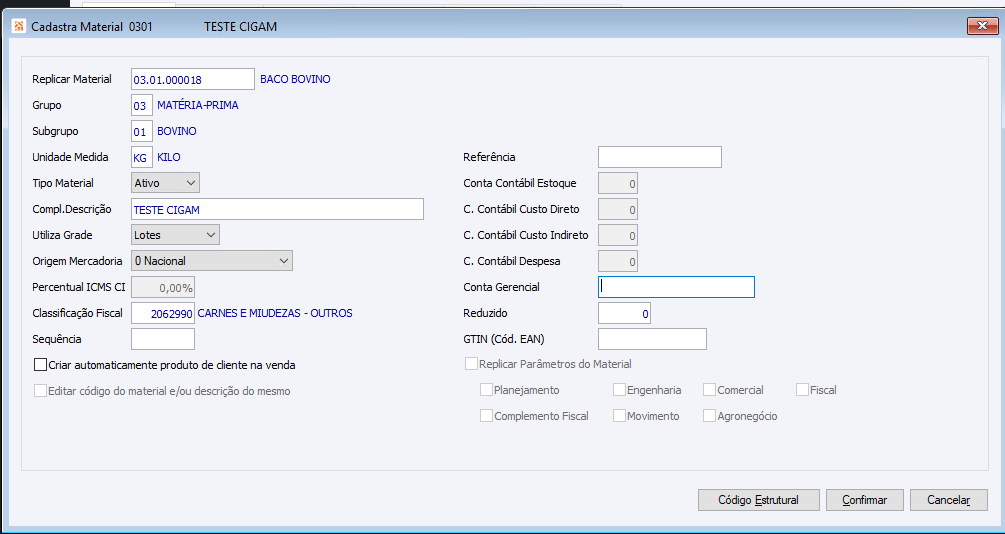 Cadastra Material 0301 TESTE CIGAM
Replicar Material 03.01.000018 BACO BOVINO
Grupo 03 MATÉRIA-PRIMA
Subgrupo 01 BOVINO
Unidade Medida KG KILO
Referência
Tipo Material Ativo
Conta Contábil Estoque 0
Compl.Descrição TESTE CIGAM
C. Contábil Custo Direto 0
Utiliza Grade Lotes
C. Contábil Custo Indireto 0
Origem Mercadoria 0 Nacional
C. Contábil Despesa 0
Percentual ICMS CI 0,00%
Conta Gerencial
Classificação Fiscal 2062990 CARNES E MIUDEZAS - OUTROS
Reduzido 0
Sequência
GTIN (Cód. EAN)
Criar automaticamente produto de cliente na venda
Replicar Parâmetros do Material
Editar código do material e/ou descrição do mesmo
Planejamento Engenharia Comercial Fiscal
Complemento Fiscal Movimento Agronegócio
Código Estrutural Confirmar Cancelar